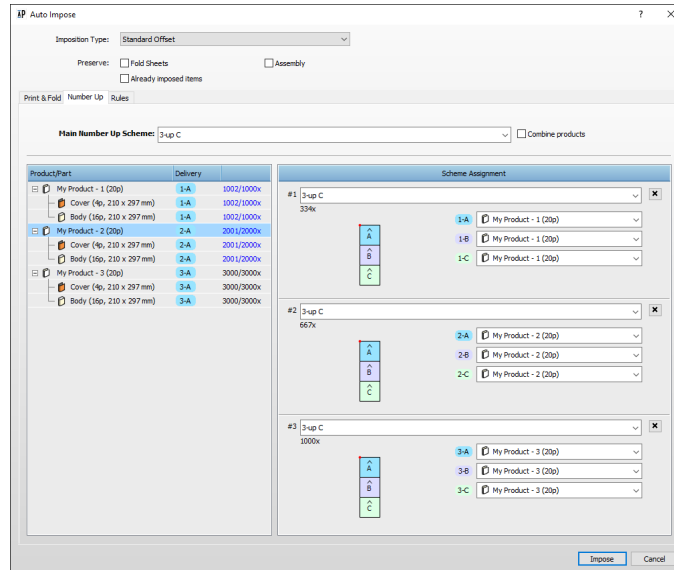 AP Auto Impose ? X
Imposition Type: Standard Offset
Preserve: Fold Sheets Assembly
Already imposed items
Print & Fold Number Up Rules
Main Number Up Scheme: 3-up C Combine products
Product/Part Delivery Scheme Assignment
My Product - 1 (20p) 1-A 1002/1000x
Cover (4p, 210 x 297 mm) 1-A 1002/1000x
Body (16p, 210 x 297 mm) 1-A 1002/1000x
My Product - 2 (20p) 2-A 2001/2000x
Cover (4p, 210 x 297 mm) 2-A 2001/2000x
Body (16p, 210 x 297 mm) 2-A 2001/2000x
My Product - 3 (20p) 3-A 3000/3000x
Cover (4p, 210 x 297 mm) 3-A 3000/3000x
Body (16p, 210 x 297 mm) 3-A 3000/3000x
#1 3-up C
334x
A 1-A My Product - 1 (20p)
B 1-B My Product - 1 (20p)
C 1-C My Product - 1 (20p)
#2 3-up C
667x
A 2-A My Product - 2 (20p)
B 2-B My Product - 2 (20p)
C 2-C My Product - 2 (20p)
#3 3-up C
1000x
A 3-A My Product - 3 (20p)
B 3-B My Product - 3 (20p)
C 3-C My Product - 3 (20p)
Impose Cancel